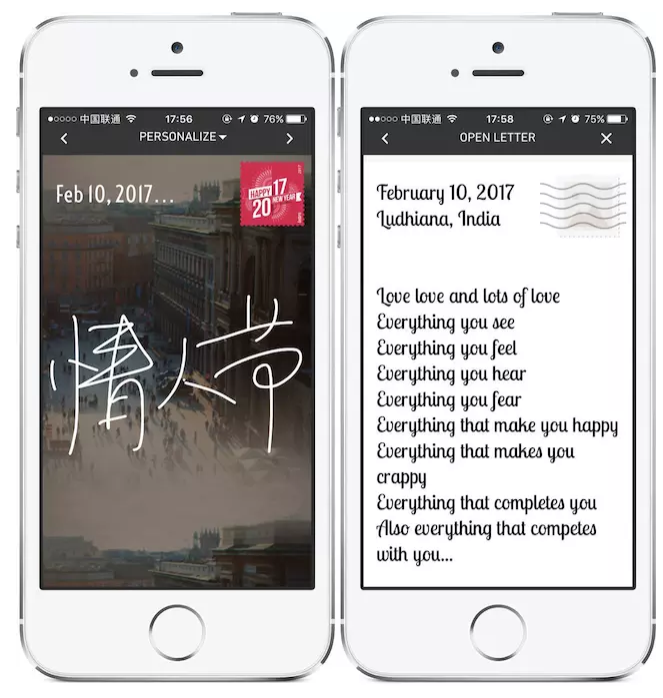 中国联通 17:56 76%
PERSONALIZE
Feb 10, 2017...
HAPPY 17
20 NEW YEAR
情人节
中国联通 17:58 75%
OPEN LETTER
February 10, 2017
Ludhiana, India
Love love and lots of love
Everything you see
Everything you feel
Everything you hear
Everything you fear
Everything that make you happy
Everything that makes you
crappy
Everything that completes you
Also everything that competes
with you...